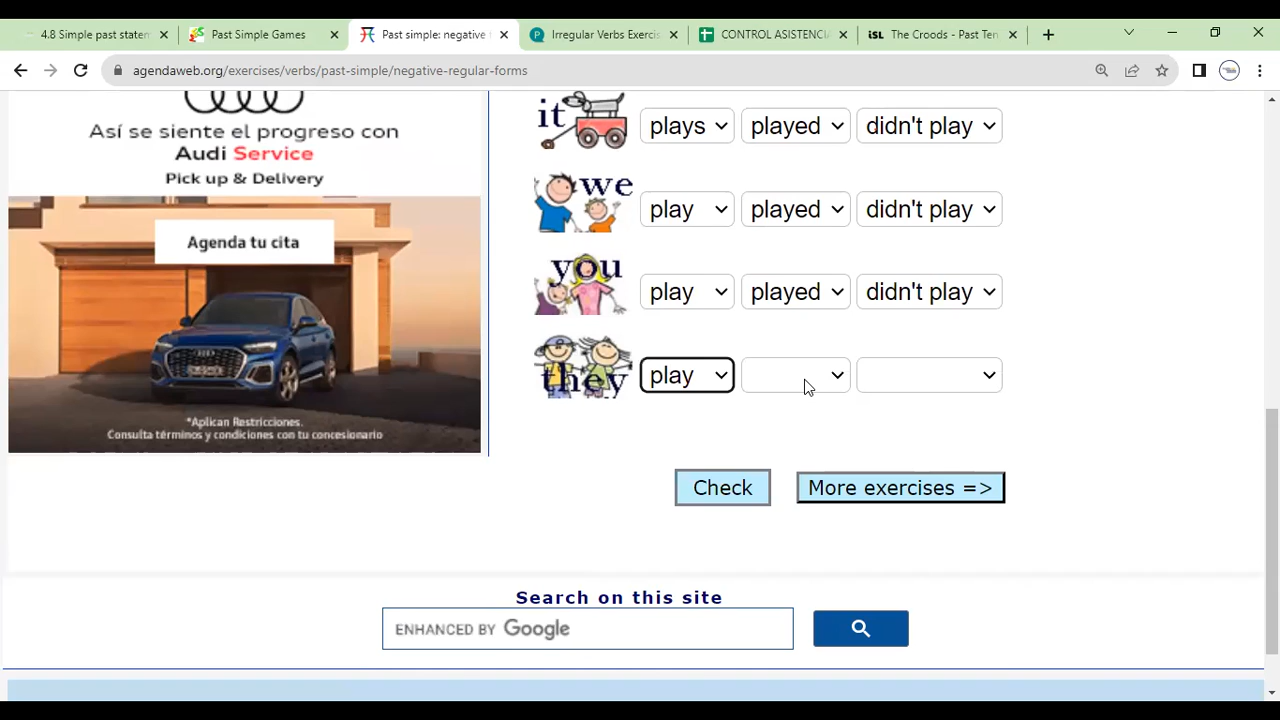 4.8 Simple past statem
Past Simple Games
Past simple: negative f
Irregular Verbs Exercis
CONTROL ASISTENCIA
iSL The Croods - Past Ten
agendaweb.org/exercises/verbs/past-simple/negative-regular-forms
Así se siente el progreso con
Audi Service
Pick up & Delivery
Agenda tu cita
*Aplican Restricciones.
Consulta términos y condiciones con tu concesionario
it plays played didn't play
we play played didn't play
you play played didn't play
they play
Check More exercises =>
Search on this site
ENHANCED BY Google